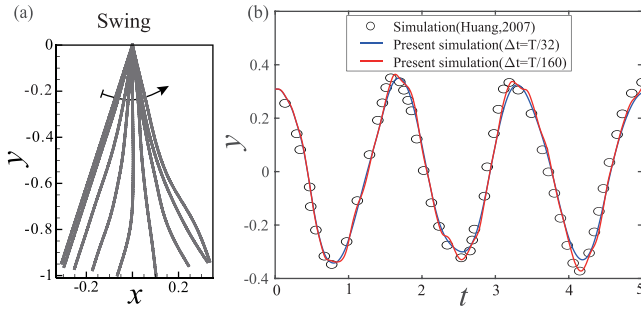 (a)
Swing
0
-0.2
-0.4
y
-0.6
-0.8
-1
-0.2
0
0.2
x
(b)
Simulation(Huang,2007)
Present simulation(Δt=T/32)
Present simulation(Δt=T/160)
0.4
0.2
y
0
-0.2
-0.4
0
1
2
3
4
5
t